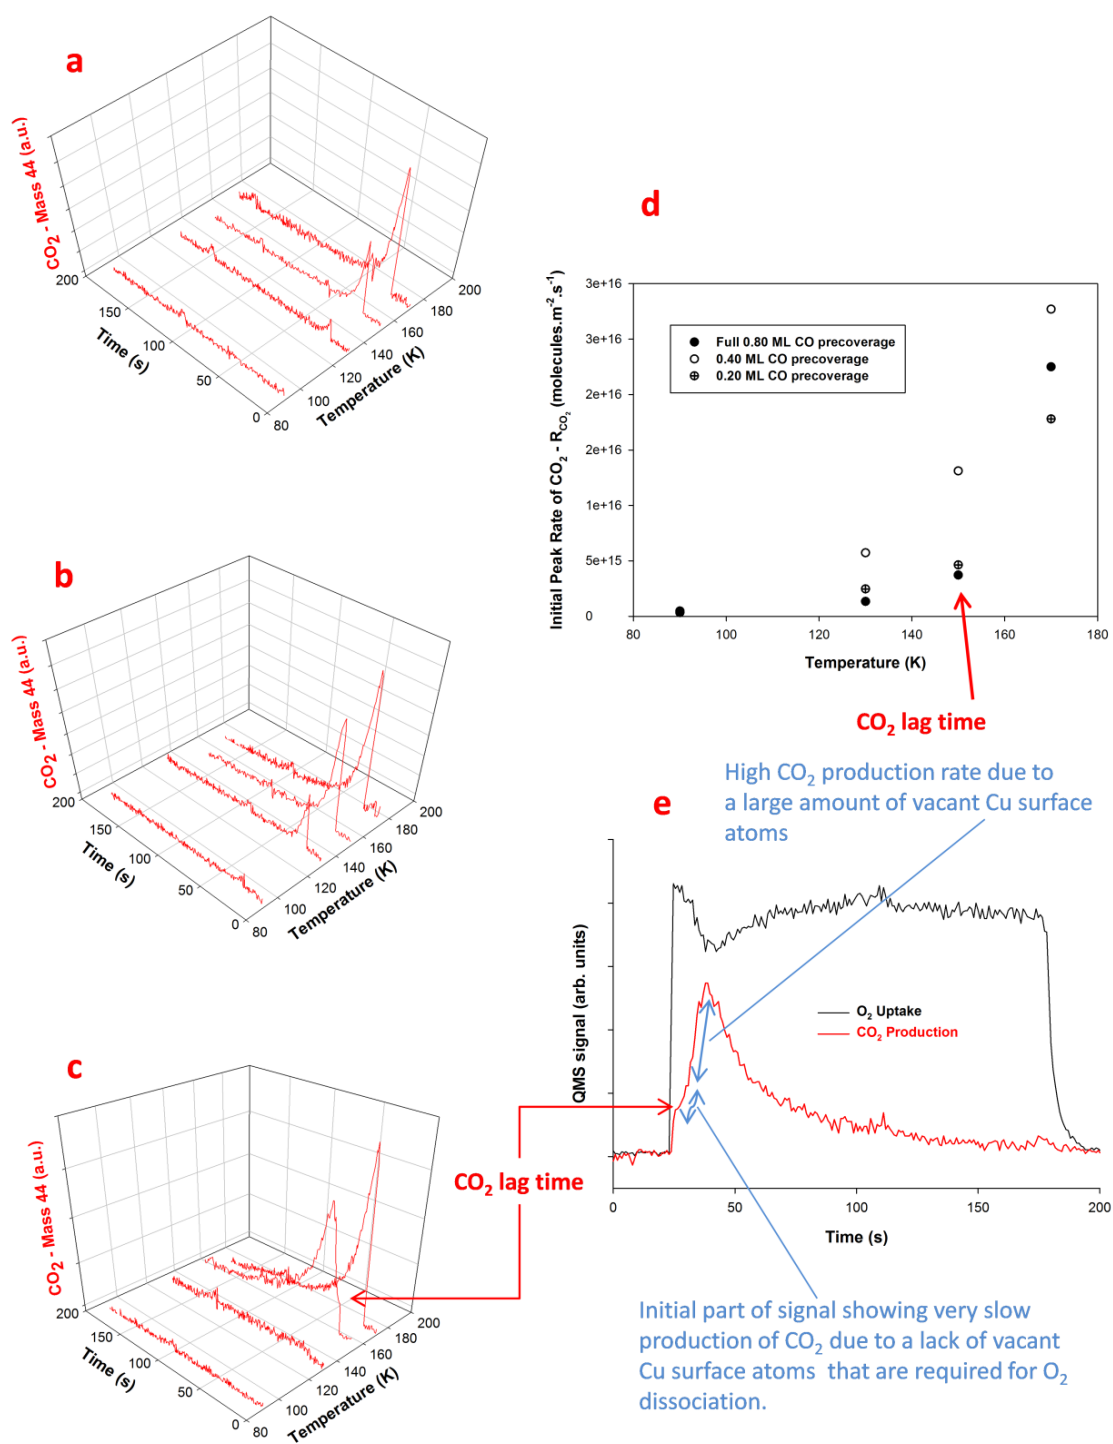 a
CO2 - Mass 44 (a.u.)
200
150
100
50
0
Time (s)
80
100
120
140
160
180
200
Temperature (K)
b
CO2 - Mass 44 (a.u.)
200
150
100
50
0
Time (s)
80
100
120
140
160
180
200
Temperature (K)
c
CO2 - Mass 44 (a.u.)
200
150
100
50
0
Time (s)
80
100
120
140
160
180
200
Temperature (K)
d
Initial Peak Rate of CO2 - RCO2 (molecules.m-2.s-1)
3e+16
3e+16
2e+16
2e+16
1e+16
5e+15
0
Full 0.80 ML CO precoverage
0.40 ML CO precoverage
0.20 ML CO precoverage
80 100 120 140 160 180
Temperature (K)
CO2 lag time
High CO2 production rate due to
a large amount of vacant Cu surface
atoms
e
QMS signal (arb. units)
O2 Uptake
CO2 Production
CO2 lag time
0 50 100 150 200
Time (s)
Initial part of signal showing very slow
production of CO2 due to a lack of vacant
Cu surface atoms that are required for O2
dissociation.